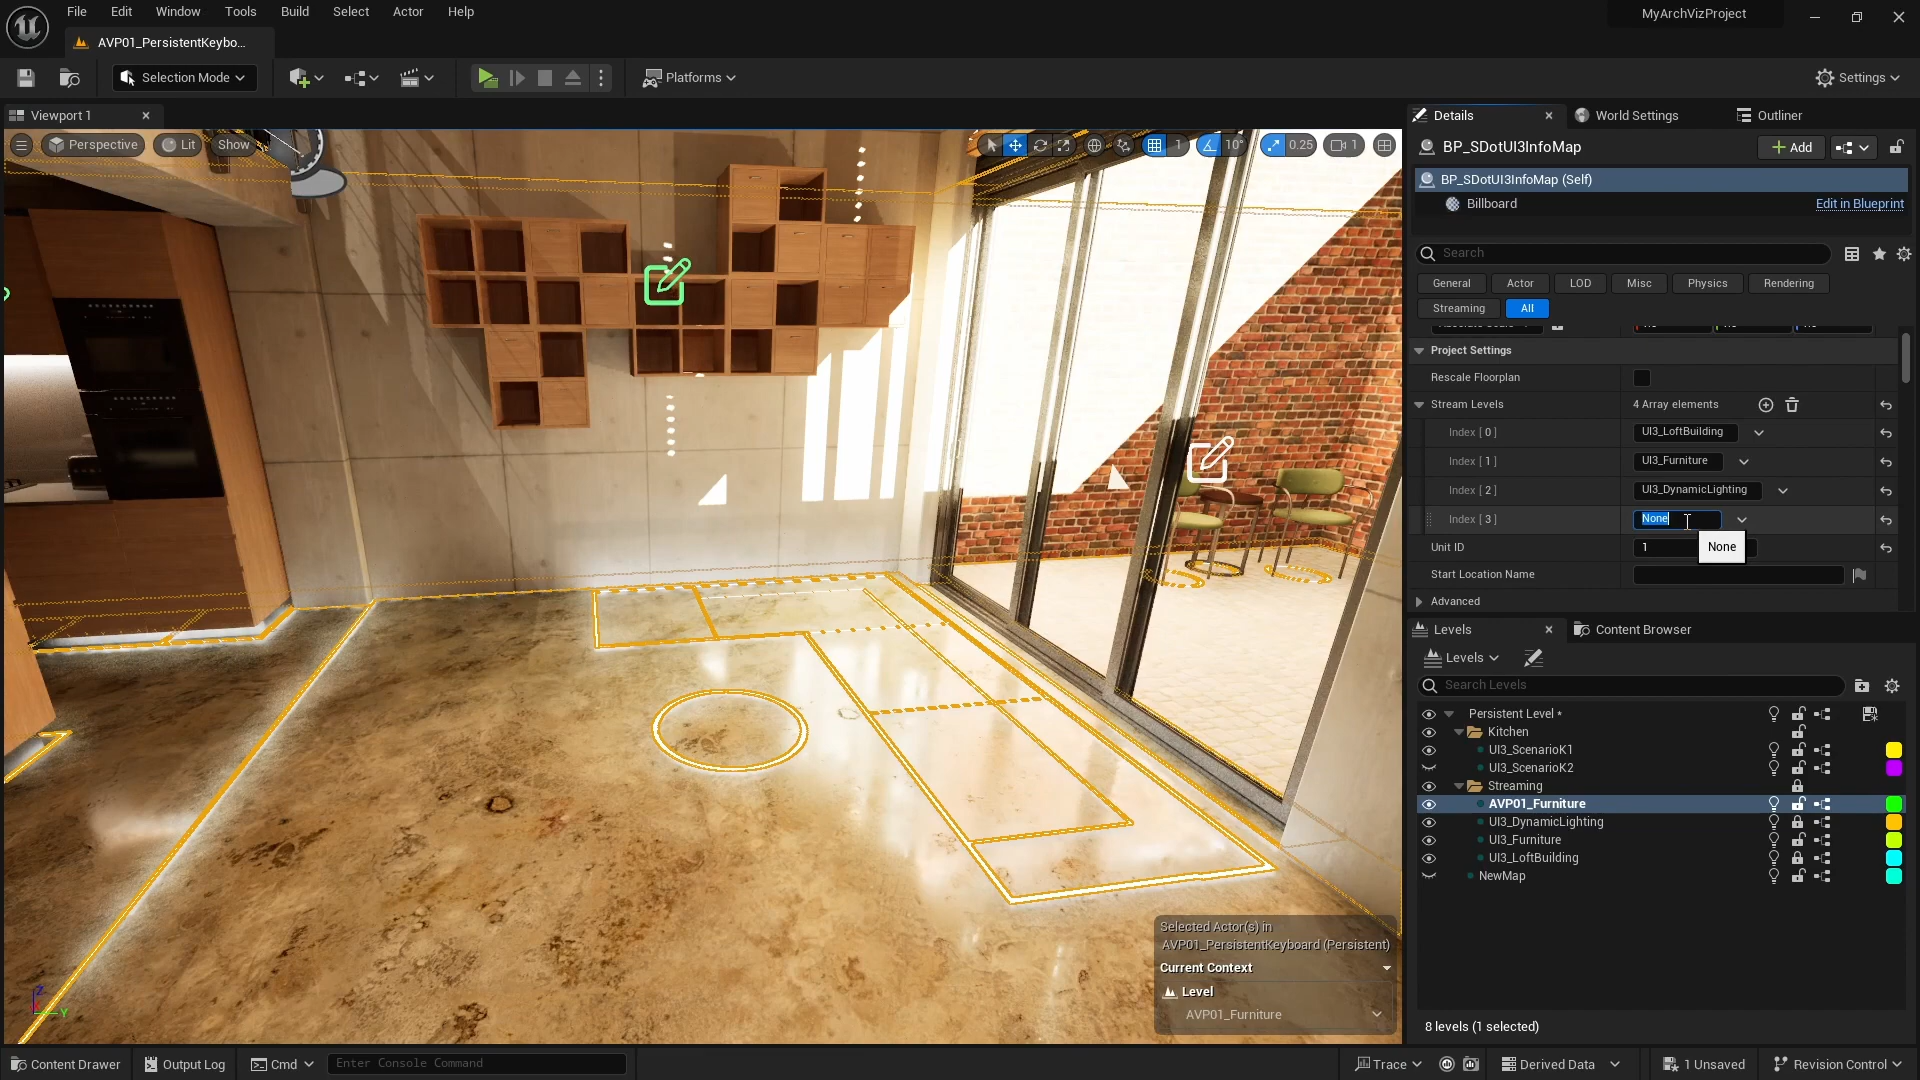 File Edit Window Tools Build Select Actor Help
MyArchVizProject
AVP01_PersistentKeybo...
Selection Mode
Platforms
Settings
Viewport 1
Perspective Lit Show
1 10° 0.25 1
Details World Settings Outliner
BP_SDotUI3InfoMap
Add
BP_SDotUI3InfoMap (Self)
Billboard
Edit in Blueprint
Search
General Actor LOD Misc Physics Rendering
Streaming All
Project Settings
Rescale Floorplan
Stream Levels 4 Array elements
Index [ 0 ] UI3_LoftBuilding
Index [ 1 ] UI3_Furniture
Index [ 2 ] UI3_DynamicLighting
Index [ 3 ] None
Unit ID 1
None
Start Location Name
Advanced
Levels Content Browser
Levels
Search Levels
Persistent Level *
Kitchen
UI3_ScenarioK1
UI3_ScenarioK2
Streaming
AVP01_Furniture
UI3_DynamicLighting
UI3_Furniture
UI3_LoftBuilding
NewMap
8 levels (1 selected)
Selected Actor(s) in
AVP01_PersistentKeyboard (Persistent)
Current Context
Level
AVP01_Furniture
Z
Y
Content Drawer Output Log Cmd Enter Console Command
Trace Derived Data 1 Unsaved Revision Control